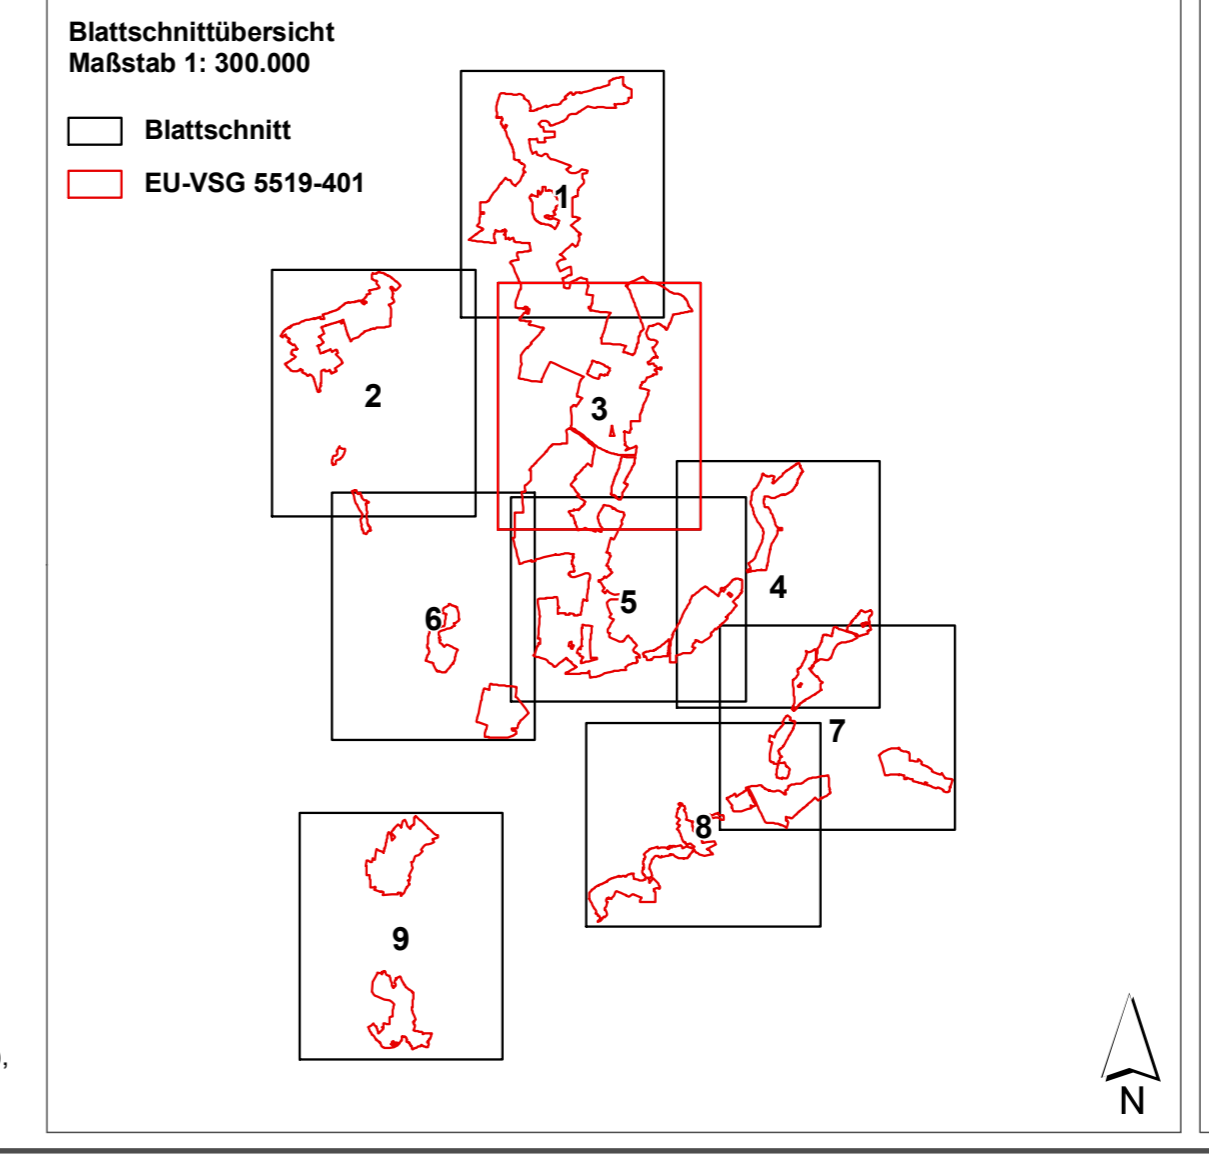 Blattschnittübersicht
Maßstab 1: 300.000
Blattschnitt
EU-VSG 5519-401
1
2
3
4
5
6
7
8
9
N
,